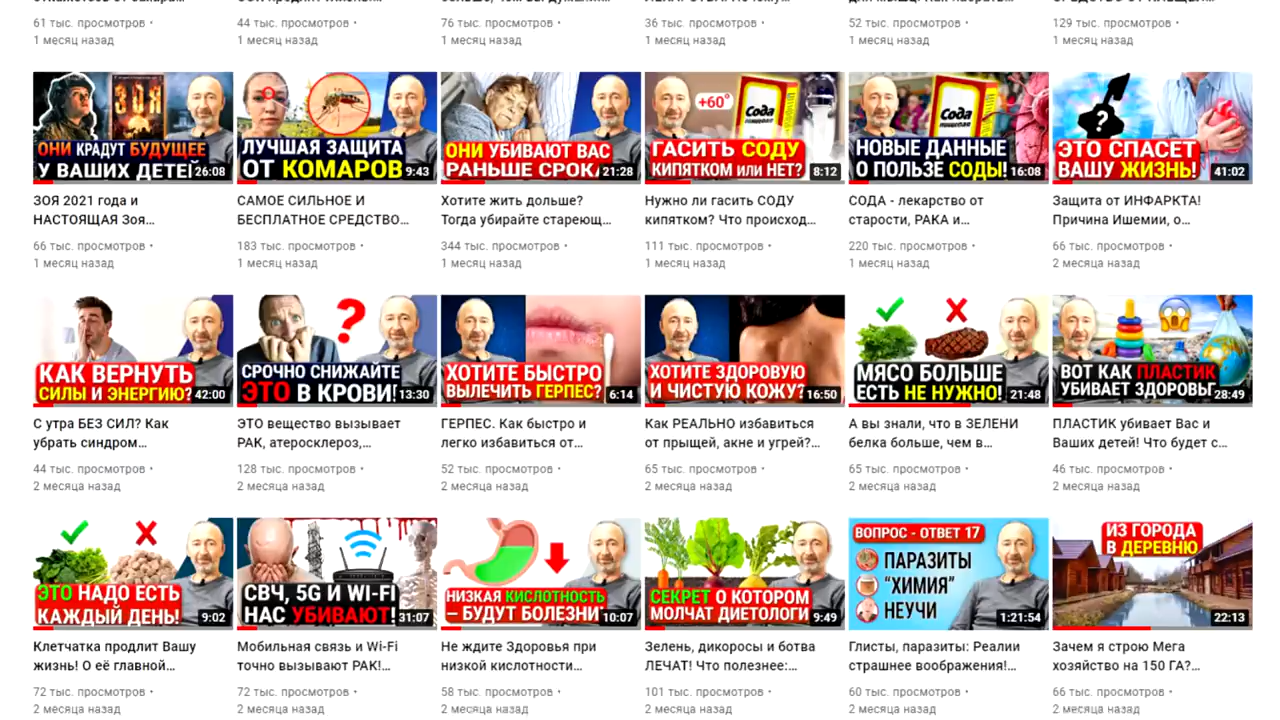 61 тыс. просмотров •
1 месяц назад
44 тыс. просмотров •
1 месяц назад
76 тыс. просмотров •
1 месяц назад
36 тыс. просмотров •
1 месяц назад
52 тыс. просмотров •
1 месяц назад
129 тыс. просмотров •
1 месяц назад
ЗОЯ
ОНИ КРАДУТ БУДУЩЕЕ
У ВАШИХ ДЕТЕЙ
26:08
ЗОЯ 2021 года и
НАСТОЯЩАЯ Зоя...
66 тыс. просмотров •
1 месяц назад
ЛУЧШАЯ ЗАЩИТА
ОТ КОМАРОВ
9:43
САМОЕ СИЛЬНОЕ И
БЕСПЛАТНОЕ СРЕДСТВО...
183 тыс. просмотров •
1 месяц назад
ОНИ УБИВАЮТ ВАС
РАНЬШЕ СРОКА
21:28
Хотите жить дольше?
Тогда убирайте стареющ...
344 тыс. просмотров •
1 месяц назад
+60°
Сода
пищевая
ГАСИТЬ СОДУ
КИПЯТКОМ ИЛИ НЕТ?
8:12
Нужно ли гасить СОДУ
кипятком? Что происход...
111 тыс. просмотров •
1 месяц назад
Сода
пищевая
НОВЫЕ ДАННЫЕ
О ПОЛЬЗЕ СОДЫ!
16:08
СОДА - лекарство от
старости, РАКА и...
220 тыс. просмотров •
1 месяц назад
?
ЭТО СПАСЕТ
ВАШУ ЖИЗНЬ!
41:02
Защита от ИНФАРКТА!
Причина Ишемии, о...
66 тыс. просмотров •
2 месяца назад
КАК ВЕРНУТЬ
СИЛЫ И ЭНЕРГИЮ?
42:00
С утра БЕЗ СИЛ? Как
убрать синдром...
44 тыс. просмотров •
2 месяца назад
?
СРОЧНО СНИЖАЙТЕ
ЭТО В КРОВИ!
13:30
ЭТО вещество вызывает
РАК, атеросклероз,...
128 тыс. просмотров •
2 месяца назад
ХОТИТЕ БЫСТРО
ВЫЛЕЧИТЬ ГЕРПЕС?
6:14
ГЕРПЕС. Как быстро и
легко избавиться от...
52 тыс. просмотров •
2 месяца назад
ХОТИТЕ ЗДОРОВУЮ
И ЧИСТУЮ КОЖУ?
16:50
Как РЕАЛЬНО избавиться
от прыщей, акне и угрей?...
65 тыс. просмотров •
2 месяца назад
МЯСО БОЛЬШЕ
ЕСТЬ НЕ НУЖНО!
21:48
А вы знали, что в ЗЕЛЕНИ
белка больше, чем в...
65 тыс. просмотров •
2 месяца назад
ВОТ КАК ПЛАСТИК
УБИВАЕТ ЗДОРОВЬЕ
28:49
ПЛАСТИК убивает Вас и
Ваших детей! Что будет с...
46 тыс. просмотров •
2 месяца назад
ЭТО НАДО ЕСТЬ
КАЖДЫЙ ДЕНЬ!
9:02
Клетчатка продлит Вашу
жизнь! О её главной...
72 тыс. просмотров •
2 месяца назад
СВЧ, 5G И WI-FI
НАС УБИВАЮТ!
31:07
Мобильная связь и Wi-Fi
точно вызывают РАК!...
72 тыс. просмотров •
2 месяца назад
НИЗКАЯ КИСЛОТНОСТЬ
– БУДУТ БОЛЕЗНИ
10:07
Не ждите Здоровья при
низкой кислотности...
58 тыс. просмотров •
2 месяца назад
СЕКРЕТ О КОТОРОМ
МОЛЧАТ ДИЕТОЛОГИ
9:49
Зелень, дикоросы и ботва
ЛЕЧАТ! Что полезнее:...
101 тыс. просмотров •
2 месяца назад
ВОПРОС - ОТВЕТ 17
ПАРАЗИТЫ
"ХИМИЯ"
НЕУЧИ
1:21:54
Глисты, паразиты: Реалии
страшнее воображения!...
60 тыс. просмотров •
2 месяца назад
ИЗ ГОРОДА
В ДЕРЕВНЮ
22:13
Зачем я строю Мега
хозяйство на 150 ГА?...
66 тыс. просмотров •
2 месяца назад